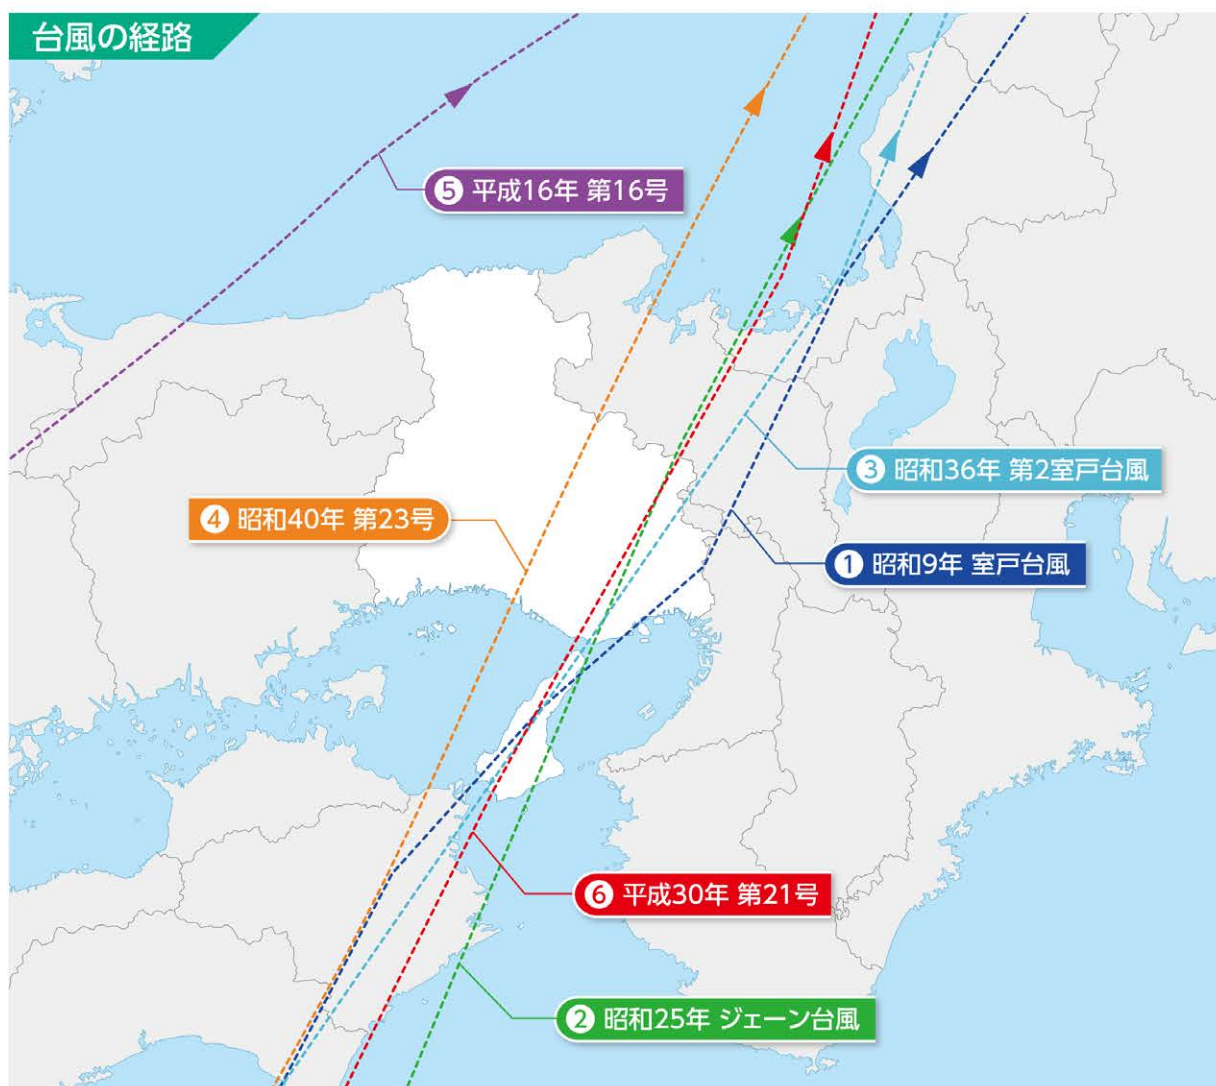 台風の経路
⑤ 平成16年 第16号
③ 昭和36年 第2室戸台風
④ 昭和40年 第23号
① 昭和9年 室戸台風
⑥ 平成30年 第21号
② 昭和25年 ジェーン台風